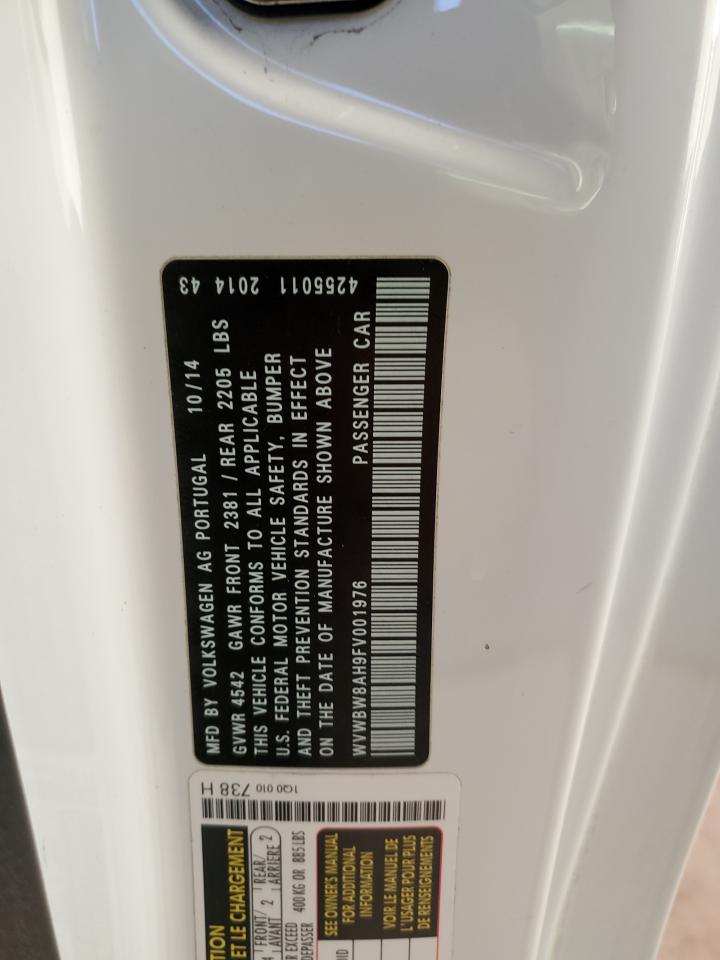 MFD BY VOLKSWAGEN AG PORTUGAL 10/14
GVWR 4542 GAWR FRONT 2381 / REAR 2205 LBS
THIS VEHICLE CONFORMS TO ALL APPLICABLE
U.S. FEDERAL MOTOR VEHICLE SAFETY, BUMPER
AND THEFT PREVENTION STANDARDS IN EFFECT
ON THE DATE OF MANUFACTURE SHOWN ABOVE
WVWBW8AH9FV001976 PASSENGER CAR
43 2014 4255011
1Q0 010 738 H
ET LE CHARGEMENT
4 FRONT/ 2 REAR/ 2
AVANT ARRIERE
EXCEED 400 KG OR 885 LBS
SEE OWNER'S MANUAL
FOR ADDITIONAL
INFORMATION
VOIR LE MANUEL DE
L'USAGER POUR PLUS
DE RENSEIGNEMENTS